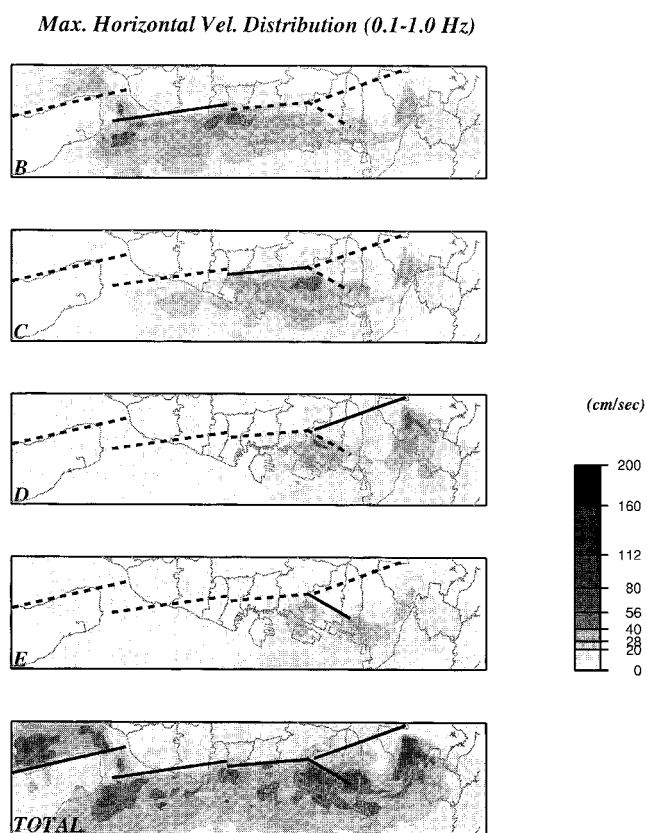 Max. Horizontal Vel. Distribution (0.1-1.0 Hz)
B
C
D
(cm/sec)
200
160
112
80
56
40
28
20
0
E
TOTAL